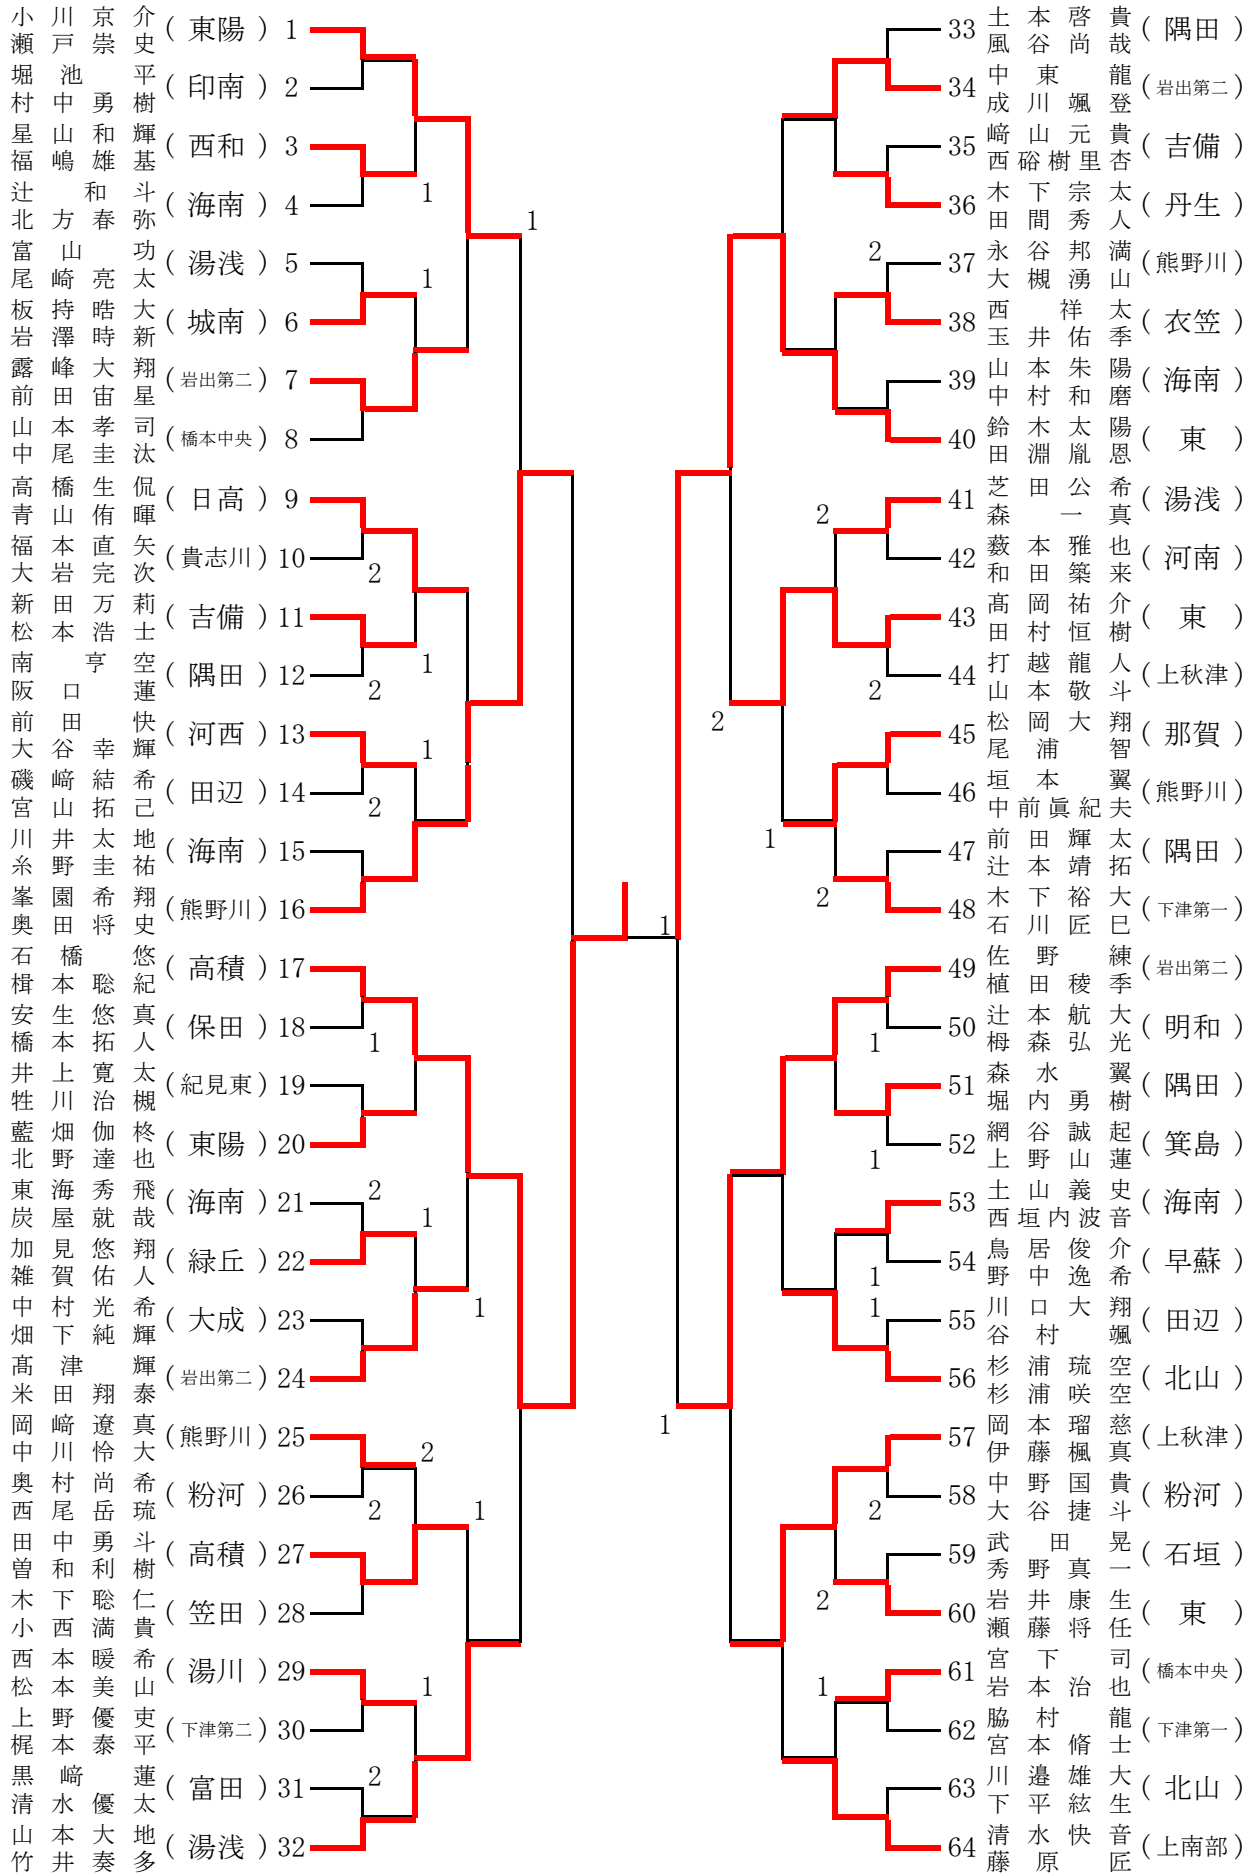 小川京介
瀬戸崇史
(東陽) 1
堀池平
村中勇樹
(印南) 2
星山和輝
福嶋雄基
(西和) 3
辻和斗
北方春弥
(海南) 4
富山功
尾崎亮太
(湯浅) 5
板持晧大
岩澤時新
(城南) 6
露峰大翔
前田宙星
(岩出第二) 7
山本孝司
中尾圭汰
(橋本中央) 8
高橋生侃
青山侑暉
(日高) 9
福本直矢
大岩完次
(貴志川) 10
新田万莉
松本浩士
(吉備) 11
南亨空
阪口蓮
(隅田) 12
前田快
大谷幸輝
(河西) 13
磯﨑結希
宮山拓己
(田辺) 14
川井太地
糸野圭祐
(海南) 15
峯園希翔
奥田将史
(熊野川) 16
石橋悠
楫本聡紀
(高積) 17
安生悠真
橋本拓人
(保田) 18
井上寛太
牲川治槻
(紀見東) 19
藍畑伽柊
北野達也
(東陽) 20
東海秀飛
炭屋就哉
(海南) 21
加見悠翔
雑賀佑人
(緑丘) 22
中村光希
畑下純輝
(大成) 23
髙津輝
米田翔泰
(岩出第二) 24
岡﨑遼真
中川怜大
(熊野川) 25
奥村尚希
西尾岳琉
(粉河) 26
田中勇斗
曽和利樹
(高積) 27
木下聡仁
小西満貴
(笠田) 28
西本暖希
松本美山
(湯川) 29
上野優吏
梶本泰平
(下津第二) 30
黒﨑蓮
清水優太
(富田) 31
山本大地
竹井奏多
(湯浅) 32
1
1
1
2
2
1
1
2
1
2
1
1
2
2
1
1
2
1
1
2
2
2
2
1
2
1
1
1
1
2
2
1
1
33 土本啓貴
風谷尚哉
(隅田)
34 中東龍
成川颯登
(岩出第二)
35 﨑山元貴
西硲樹里杏
(吉備)
36 木下宗太
田間秀人
(丹生)
37 永谷邦満
大槻湧山
(熊野川)
38 西祥太
玉井佑季
(衣笠)
39 山本朱陽
中村和磨
(海南)
40 鈴木太陽
田淵胤恩
(東)
41 芝田公希
森一真
(湯浅)
42 薮本雅也
和田築来
(河南)
43 髙岡祐介
田村恒樹
(東)
44 打越龍人
山本敬斗
(上秋津)
45 松岡大翔
尾浦智
(那賀)
46 垣本翼
中前眞紀夫
(熊野川)
47 前田輝太
辻本靖拓
(隅田)
48 木下裕大
石川匠巳
(下津第一)
49 佐野練
植田稜季
(岩出第二)
50 辻本航大
栂森弘光
(明和)
51 森水翼
堀内勇樹
(隅田)
52 網谷誠起
上野山蓮
(箕島)
53 土山義史
西垣内波音
(海南)
54 鳥居俊介
野中逸希
(早蘇)
55 川口大翔
谷村颯
(田辺)
56 杉浦琉空
杉浦咲空
(北山)
57 岡本瑠慈
伊藤楓真
(上秋津)
58 中野国貴
大谷捷斗
(粉河)
59 武田晃
秀野真一
(石垣)
60 岩井康生
瀬藤将任
(東)
61 宮下司
岩本治也
(橋本中央)
62 脇村龍
宮本脩士
(下津第一)
63 川邉雄大
下平紘生
(北山)
64 清水快音
藤原匠
(上南部)